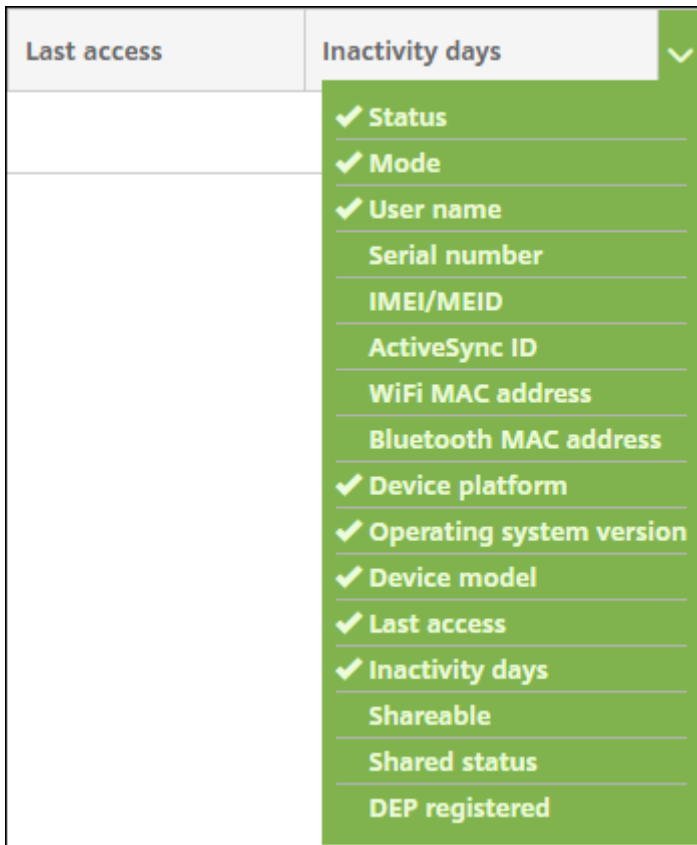 Last access Inactivity days
Status
Mode
User name
Serial number
IMEI/MEID
ActiveSync ID
WiFi MAC address
Bluetooth MAC address
Device platform
Operating system version
Device model
Last access
Inactivity days
Shareable
Shared status
DEP registered